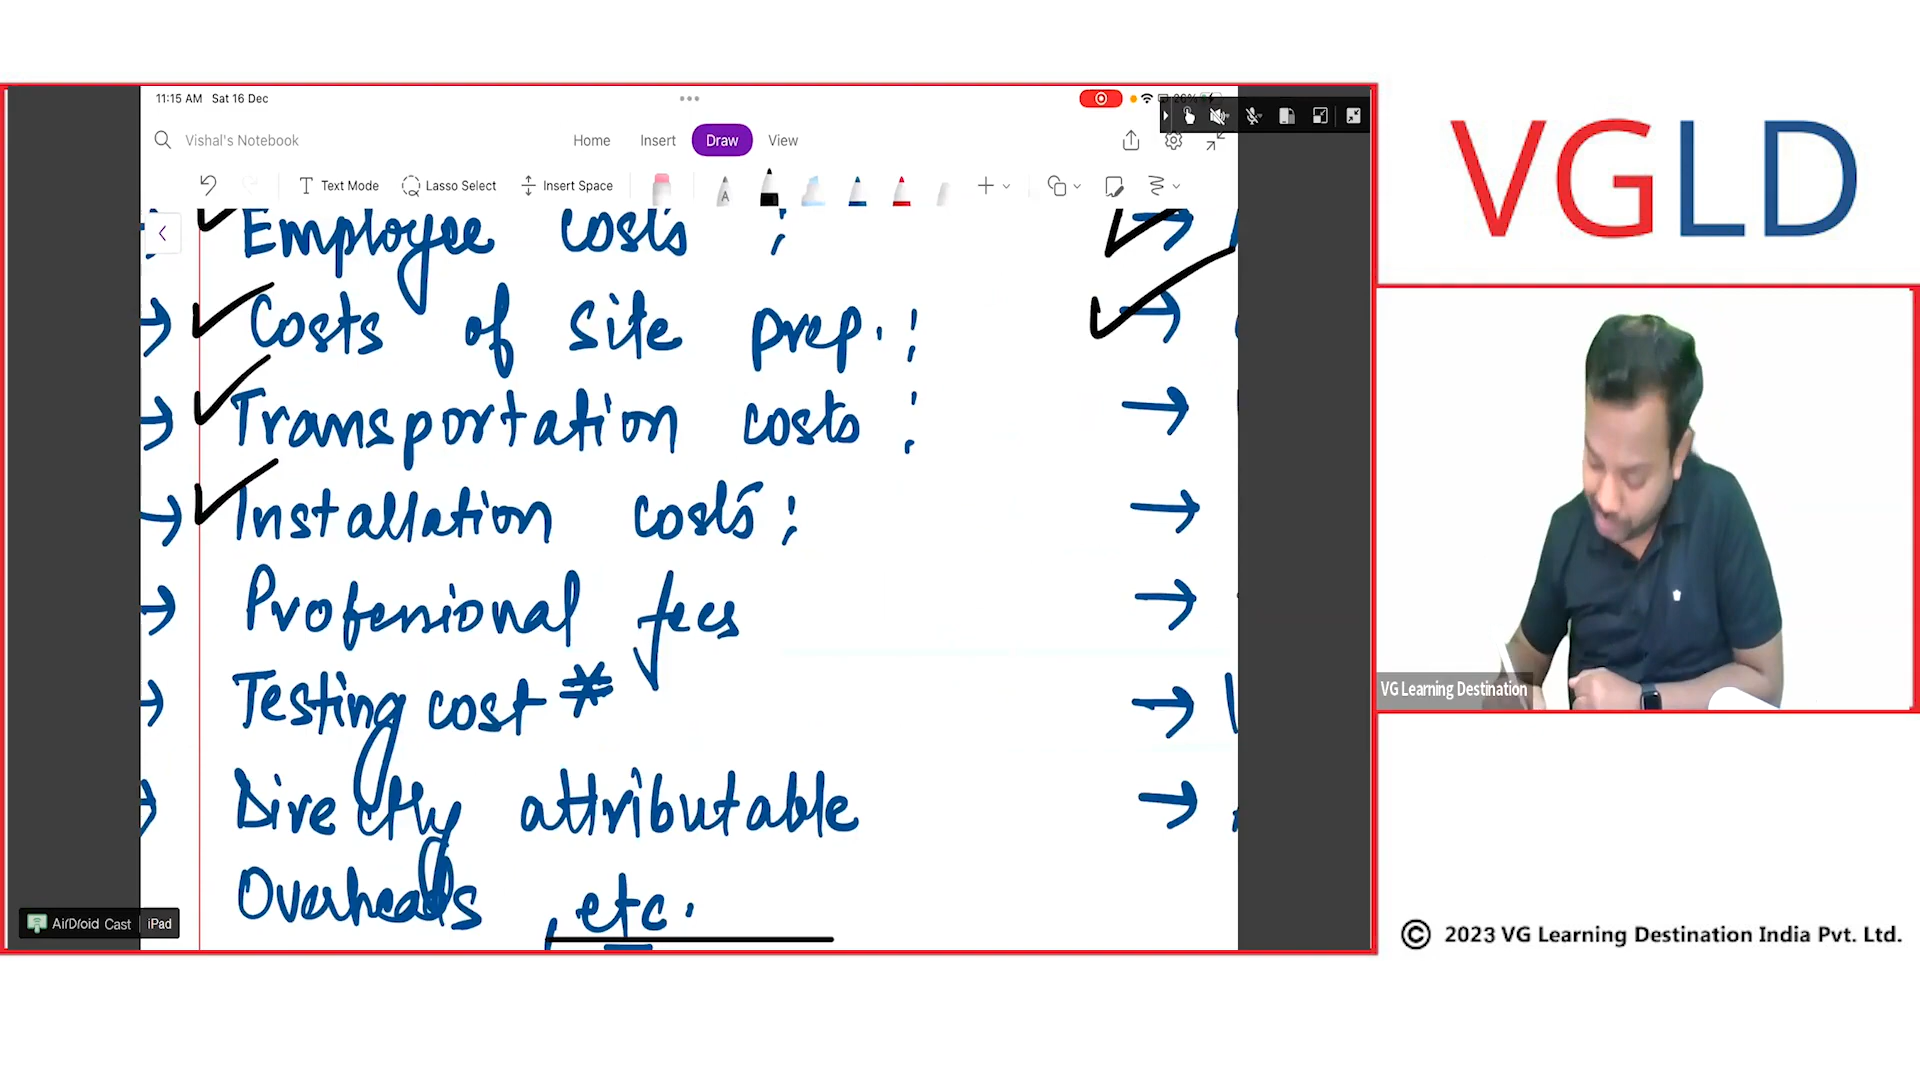 11:15 AM Sat 16 Dec
26%
VGLD
Vishal's Notebook
Home Insert Draw View
Text Mode Lasso Select Insert Space
A
→ Employee costs ; →
→ Costs of site prep. ; →
→ Transportation costs ; →
→ Installation costs ; →
→ Professional fees →
→ Testing cost * →
→ Directly attributable →
Overheads, etc.
VG Learning Destination
AirDroid Cast iPad
© 2023 VG Learning Destination India Pvt. Ltd.